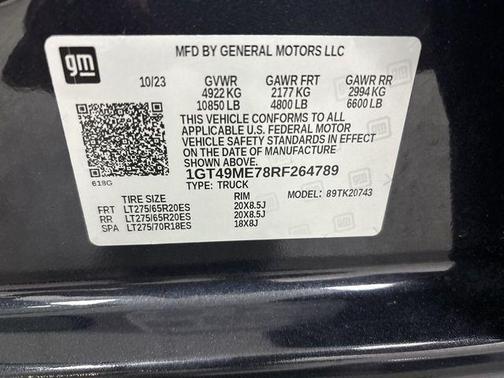 gm
MFD BY GENERAL MOTORS LLC
10/23 GVWR GAWR FRT GAWR RR
4922 KG 2177 KG 2994 KG
10850 LB 4800 LB 6600 LB
THIS VEHICLE CONFORMS TO ALL
APPLICABLE U.S. FEDERAL MOTOR
VEHICLE SAFETY STANDARDS IN EFFECT
ON THE DATE OF MANUFACTURE
SHOWN ABOVE.
1GT49ME78RF264789
618G TYPE: TRUCK MODEL: 89TK20743
TIRE SIZE RIM
FRT LT275/65R20ES 20X8.5J
RR LT275/65R20ES 20X8.5J
SPA LT275/70R18ES 18X8J